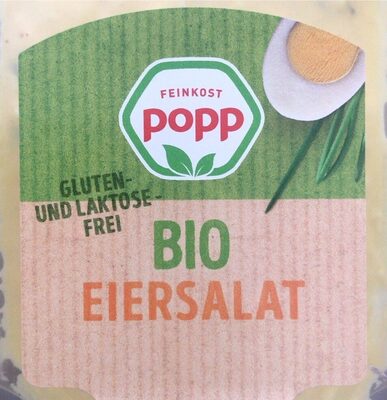 FEINKOST
POPP
GLUTEN-
UND LAKTOSE-
FREI
BIO
EIERSALAT